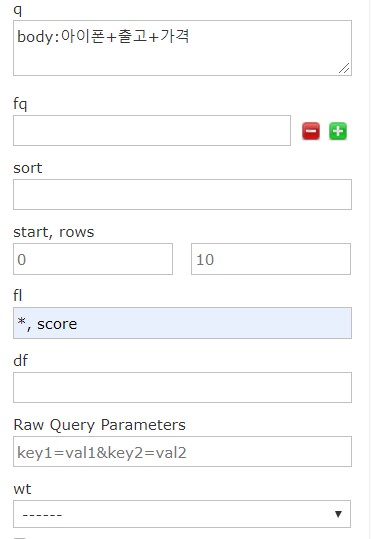 q
body:아이폰+출고+가격
fq
sort
start, rows
0 10
fl
*, score
df
Raw Query Parameters
key1=val1&key2=val2
wt
------